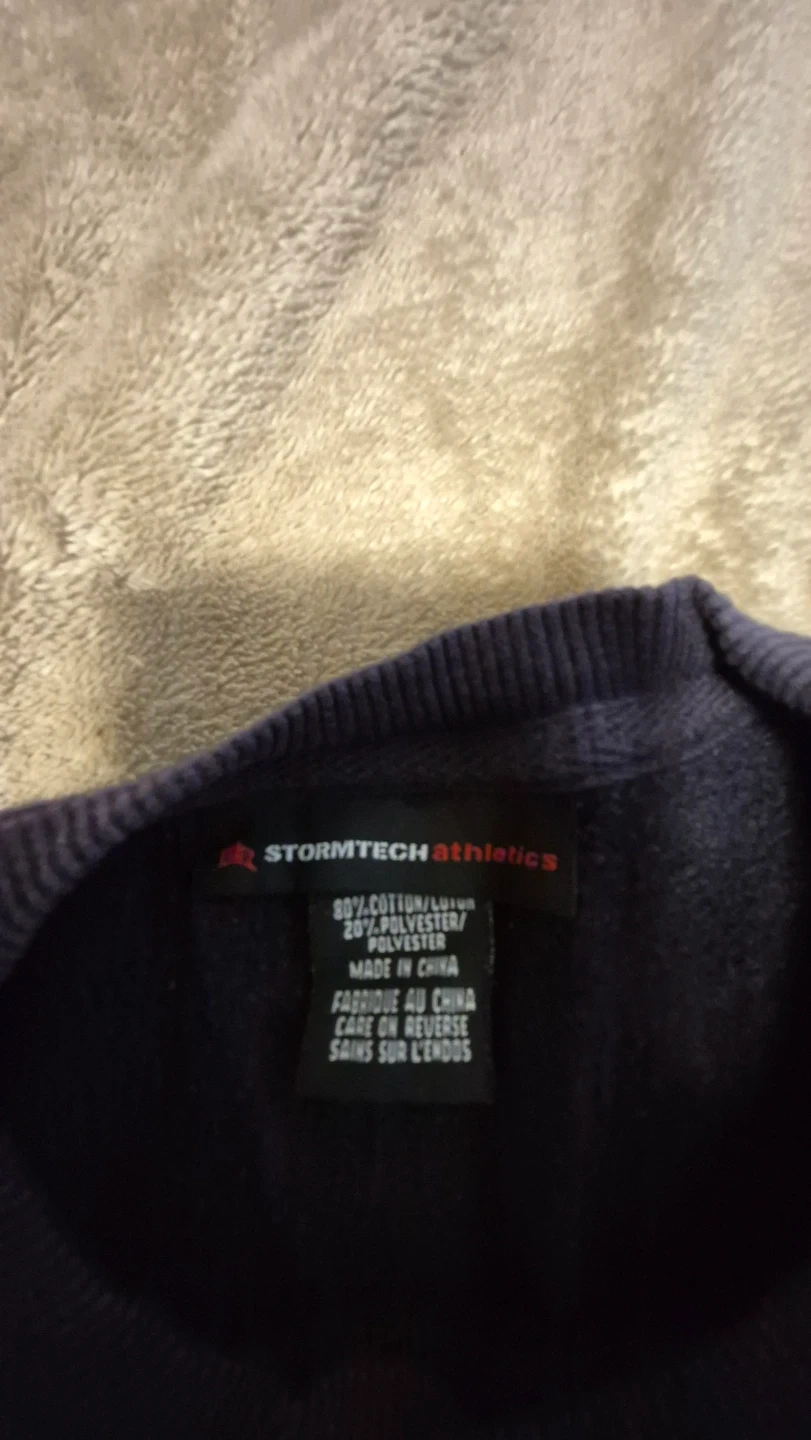 STORMTECH athletics
80% COTTON/COTON
20% POLYESTER/
POLYESTER
MADE IN CHINA
FABRIQUE AU CHINA
CARE ON REVERSE
SAINS SUR L'ENDOS